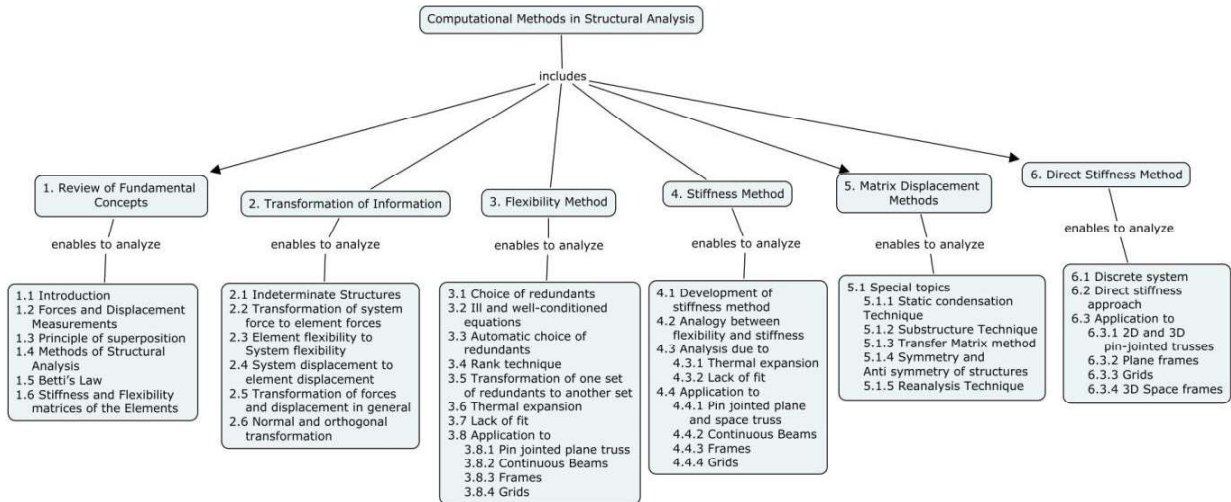 Computational Methods in Structural Analysis
includes
1. Review of Fundamental
Concepts
enables to analyze
1.1 Introduction
1.2 Forces and Displacement
Measurements
1.3 Principle of superposition
1.4 Methods of Structural
Analysis
1.5 Betti's Law
1.6 Stiffness and Flexibility
matrices of the Elements
2. Transformation of Information
enables to analyze
2.1 Indeterminate Structures
2.2 Transformation of system
force to element forces
2.3 Element flexibility to
System flexibility
2.4 System displacement to
element displacement
2.5 Transformation of forces
and displacement in general
2.6 Normal and orthogonal
transformation
3. Flexibility Method
enables to analyze
3.1 Choice of redundants
3.2 Ill and well-conditioned
equations
3.3 Automatic choice of
redundants
3.4 Rank technique
3.5 Transformation of one set
of redundants to another set
3.6 Thermal expansion
3.7 Lack of fit
3.8 Application to
3.8.1 Pin jointed plane truss
3.8.2 Continuous Beams
3.8.3 Frames
3.8.4 Grids
4. Stiffness Method
enables to analyze
4.1 Development of
stiffness method
4.2 Analogy between
flexibility and stiffness
4.3 Analysis due to
4.3.1 Thermal expansion
4.3.2 Lack of fit
4.4 Application to
4.4.1 Pin jointed plane
and space truss
4.4.2 Continuous Beams
4.4.3 Frames
4.4.4 Grids
5. Matrix Displacement
Methods
enables to analyze
5.1 Special topics
5.1.1 Static condensation
Technique
5.1.2 Substructure Technique
5.1.3 Transfer Matrix method
5.1.4 Symmetry and
Anti symmetry of structures
5.1.5 Reanalysis Technique
6. Direct Stiffness Method
enables to analyze
6.1 Discrete system
6.2 Direct stiffness
approach
6.3 Application to
6.3.1 2D and 3D
pin-jointed trusses
6.3.2 Plane frames
6.3.3 Grids
6.3.4 3D Space frames